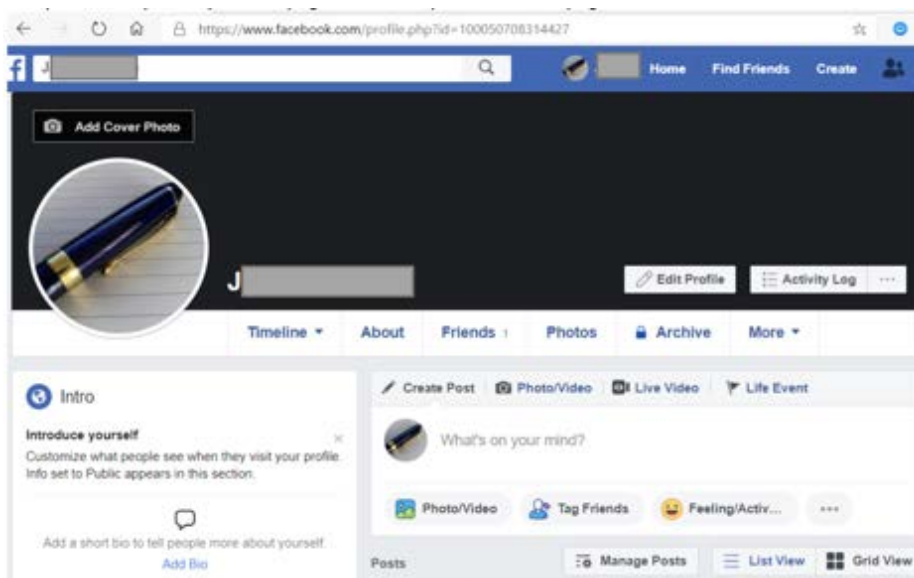 https://www.facebook.com/profile.php?id=100050708314427
f J Home Find Friends Create
Add Cover Photo
J
Edit Profile Activity Log ...
Timeline About Friends 1 Photos Archive More
Intro
Introduce yourself
Customize what people see when they visit your profile.
Info set to Public appears in this section.
Add a short bio to tell people more about yourself.
Add Bio
Create Post Photo/Video Live Video Life Event
What's on your mind?
Photo/Video Tag Friends Feeling/Activ... ...
Posts Manage Posts List View Grid View